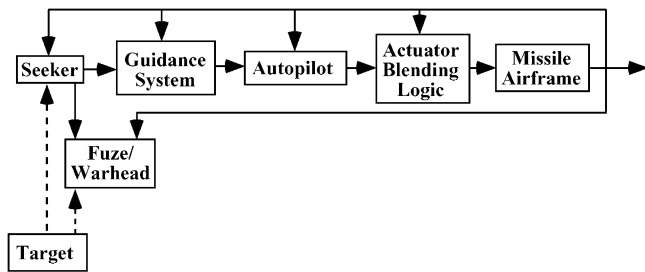 Seeker
Guidance
System
Autopilot
Actuator
Blending
Logic
Missile
Airframe
Fuze/
Warhead
Target